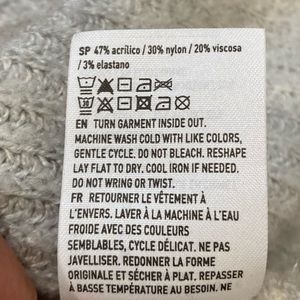 SP 47% acrílico / 30% nylon / 20% viscosa
/ 3% elastano
EN TURN GARMENT INSIDE OUT.
MACHINE WASH COLD WITH LIKE COLORS,
GENTLE CYCLE. DO NOT BLEACH. RESHAPE
LAY FLAT TO DRY. COOL IRON IF NEEDED.
DO NOT WRING OR TWIST.
FR RETOURNER LE VÊTEMENT À
L'ENVERS. LAVER À LA MACHINE À L'EAU
FROIDE AVEC DES COULEURS
SEMBLABLES, CYCLE DÉLICAT. NE PAS
JAVELLISER. REDONNER LA FORME
ORIGINALE ET SÉCHER À PLAT. REPASSER
À BASSE TEMPÉRATURE AU BESOIN. NE